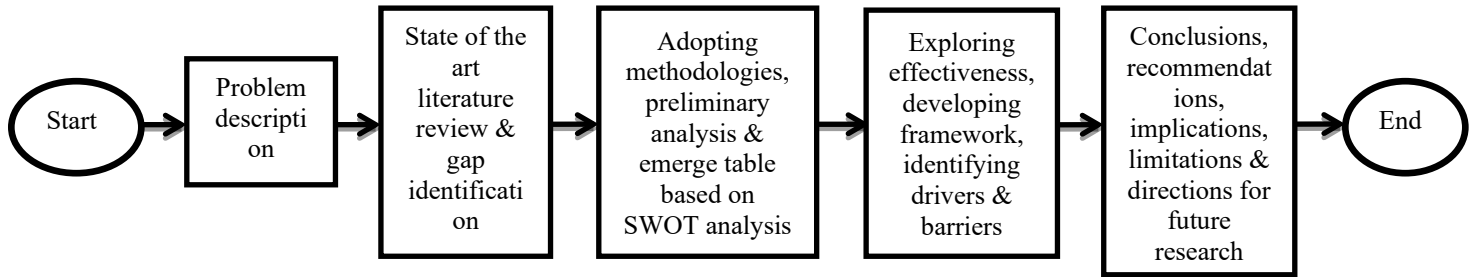 Start
Problem
descripti
on
State of the
art
literature
review &
gap
identificati
on
Adopting
methodologies,
preliminary
analysis &
emerge table
based on
SWOT analysis
Exploring
effectiveness,
developing
framework,
identifying
drivers &
barriers
Conclusions,
recommendat
ions,
implications,
limitations &
directions for
future
research
End